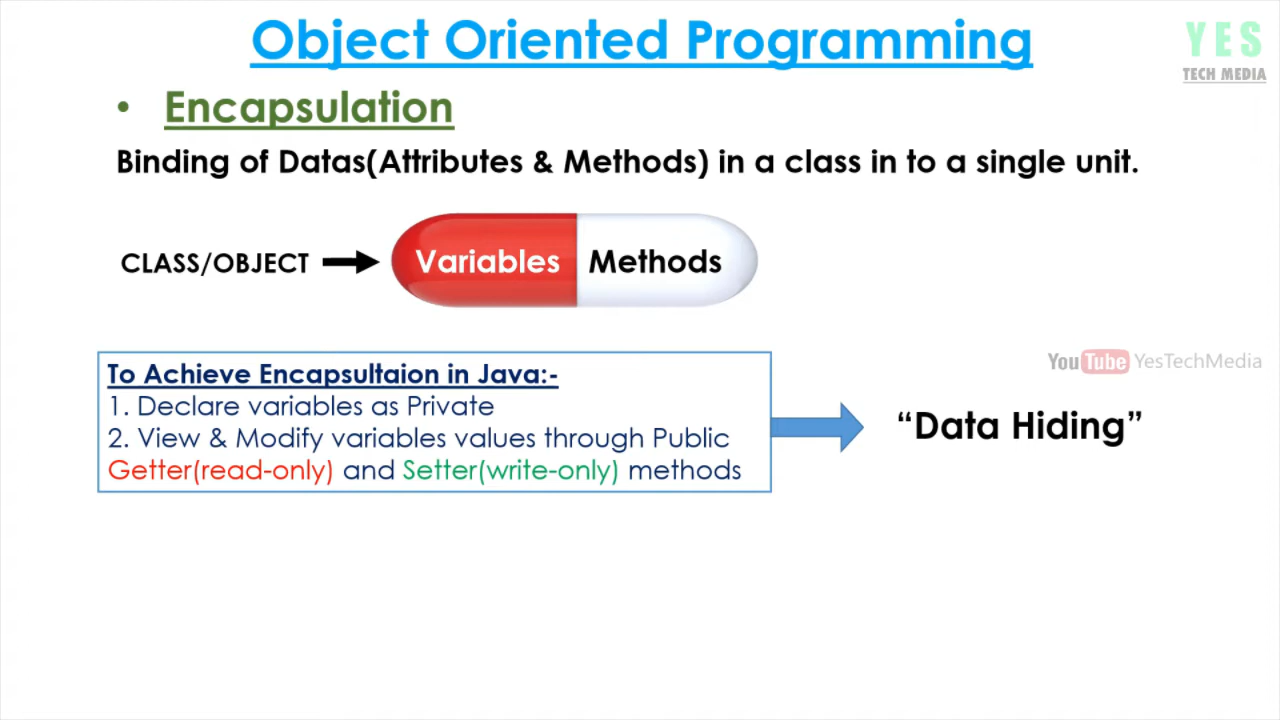 Object Oriented Programming
YES
TECH MEDIA
• Encapsulation
Binding of Datas(Attributes & Methods) in a class in to a single unit.
CLASS/OBJECT
Variables Methods
To Achieve Encapsultaion in Java:-
1. Declare variables as Private
2. View & Modify variables values through Public
Getter(read-only) and Setter(write-only) methods
YouTube YesTechMedia
“Data Hiding”